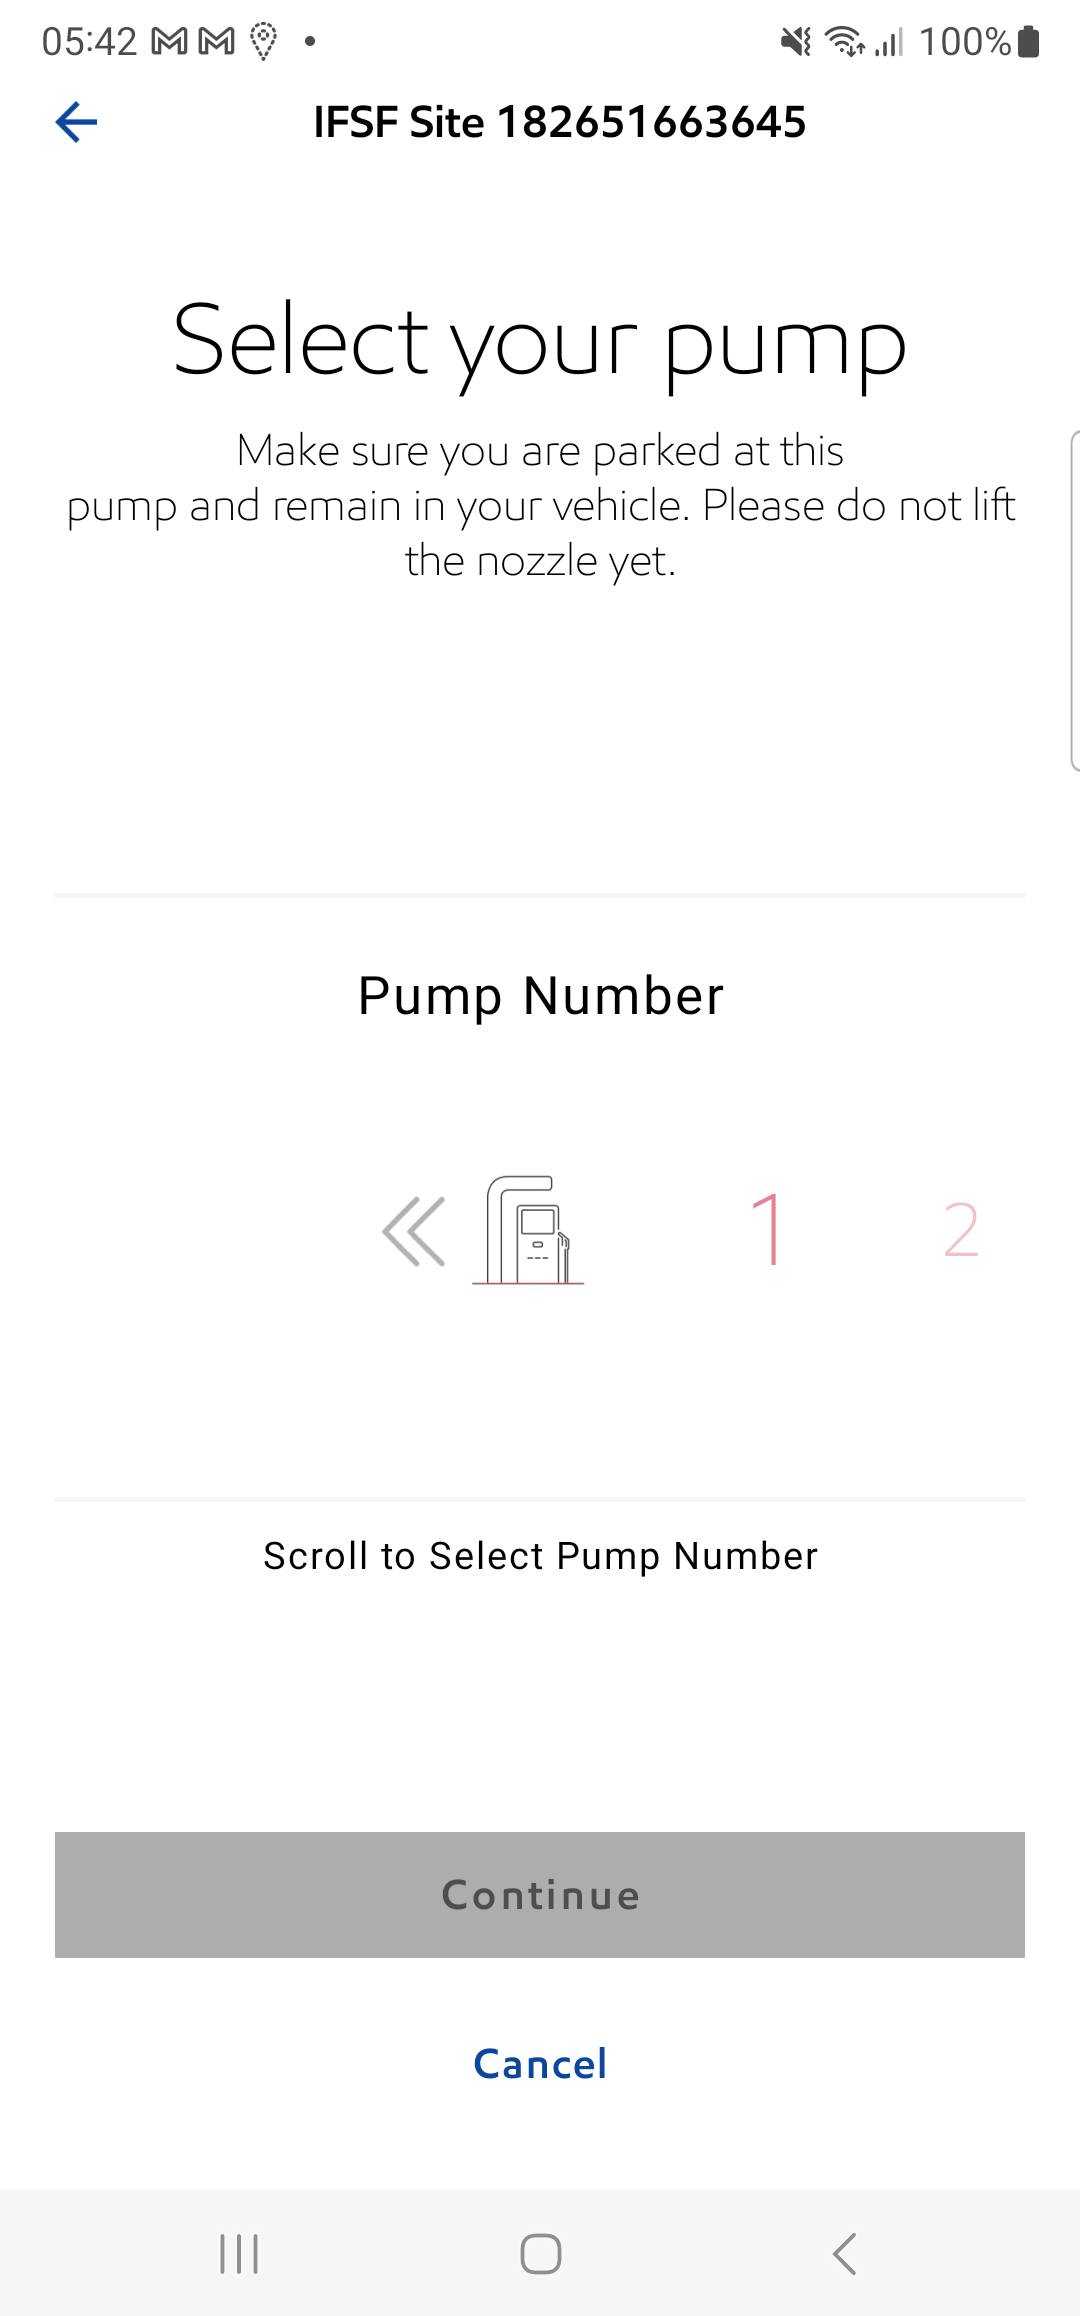 05:42
100%
IFSF Site 182651663645
Select your pump
Make sure you are parked at this
pump and remain in your vehicle. Please do not lift
the nozzle yet.
Pump Number
1 2
Scroll to Select Pump Number
Continue
Cancel